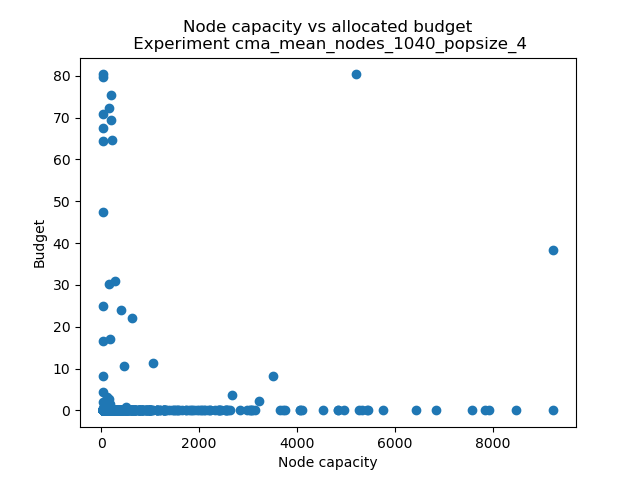 Node capacity vs allocated budget
Experiment cma_mean_nodes_1040_popsize_4
80
70
60
50
40
30
20
10
0
Budget
0 2000 4000 6000 8000
Node capacity